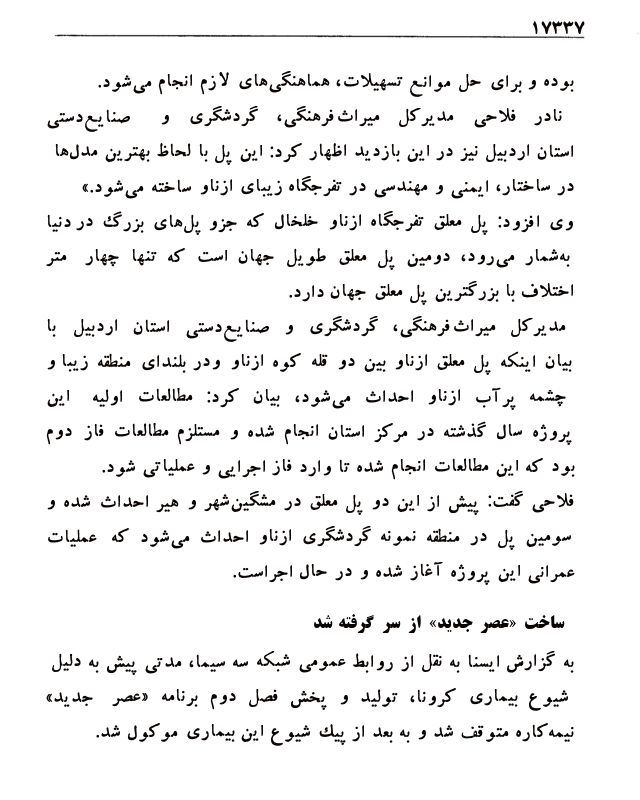 ۱۷۳۳۷
بوده و برای حل موانع تسهیلات، هماهنگی‌های لازم انجام می‌شود.
نادر فلاحی مدیرکل میراث‌فرهنگی، گردشگری و صنایع‌دستی
استان اردبیل نیز در این بازدید اظهار کرد: این پل با لحاظ بهترین مدل‌ها
در ساختار، ایمنی و مهندسی در تفرجگاه زیبای ازناو ساخته می‌شود.»
وی افزود: پل معلق تفرجگاه ازناو خلخال که جزو پل‌های بزرگ در دنیا
به‌شمار می‌رود، دومین پل معلق طویل جهان است که تنها چهار متر
اختلاف با بزرگترین پل معلق جهان دارد.
مدیرکل میراث‌فرهنگی، گردشگری و صنایع‌دستی استان اردبیل با
بیان اینکه پل معلق ازناو بین دو قله کوه ازناو ودر بلندای منطقه زیبا و
چشمه پرآب ازناو احداث می‌شود، بیان کرد: مطالعات اولیه این
پروژه سال گذشته در مرکز استان انجام شده و مستلزم مطالعات فاز دوم
بود که این مطالعات انجام شده تا وارد فاز اجرایی و عملیاتی شود.
فلاحی گفت: پیش از این دو پل معلق در مشگین‌شهر و هیر احداث شده و
سومین پل در منطقه نمونه گردشگری ازناو احداث می‌شود که عملیات
عمرانی این پروژه آغاز شده و در حال اجراست.
ساخت «عصر جدید» از سر گرفته شد
به گزارش ایسنا به نقل از روابط عمومی شبکه سه سیما، مدتی پیش به دلیل
شیوع بیماری کرونا، تولید و پخش فصل دوم برنامه «عصر جدید»
نیمه‌کاره متوقف شد و به بعد از پیک شیوع این بیماری موکول شد.